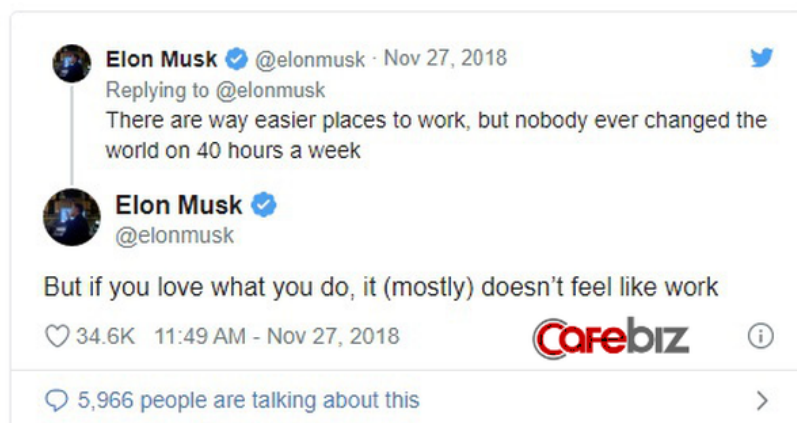 Elon Musk @elonmusk · Nov 27, 2018
Replying to @elonmusk
There are way easier places to work, but nobody ever changed the
world on 40 hours a week
Elon Musk
@elonmusk
But if you love what you do, it (mostly) doesn’t feel like work
34.6K 11:49 AM - Nov 27, 2018
Cafebiz
5,966 people are talking about this